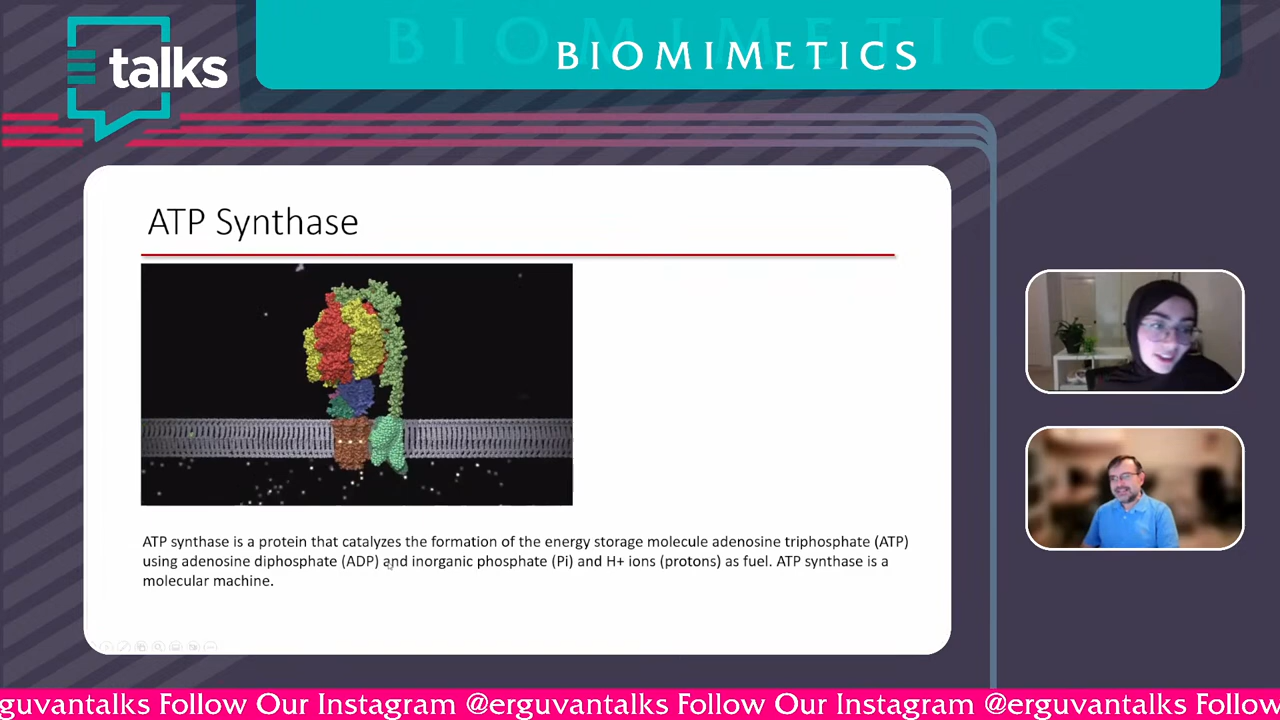 talks
BIOMIMETICS
ATP Synthase
ATP synthase is a protein that catalyzes the formation of the energy storage molecule adenosine triphosphate (ATP)
using adenosine diphosphate (ADP) and inorganic phosphate (Pi) and H+ ions (protons) as fuel. ATP synthase is a
molecular machine.
guvantalks Follow Our Instagram @erguvantalks Follow Our Instagram @erguvantalks Follow